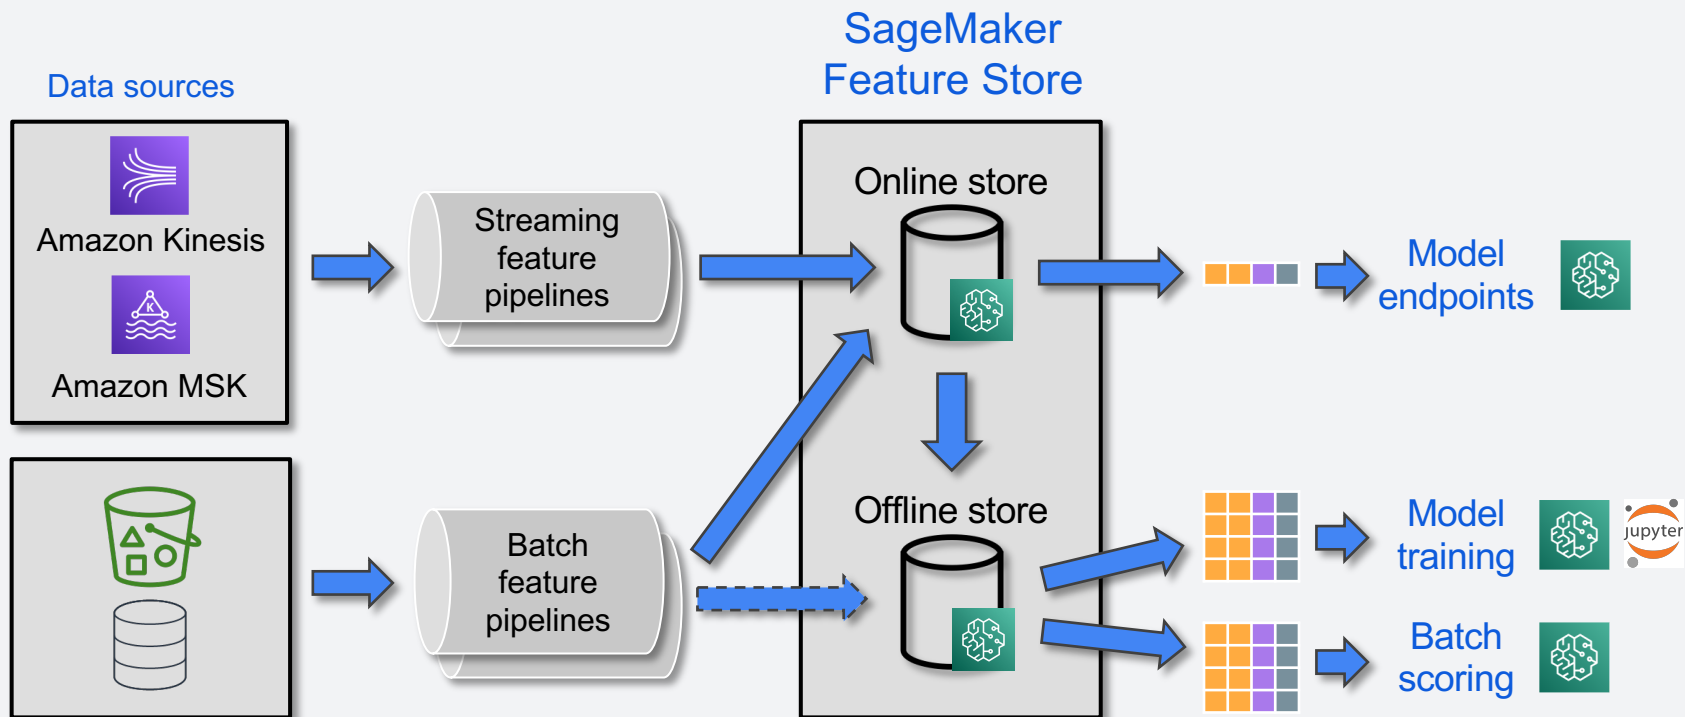 SageMaker
Feature Store
Data sources
Amazon Kinesis
K
Amazon MSK
Streaming
feature
pipelines
Batch
feature
pipelines
Online store
Offline store
Model
endpoints
Model
training
jupyter
Batch
scoring